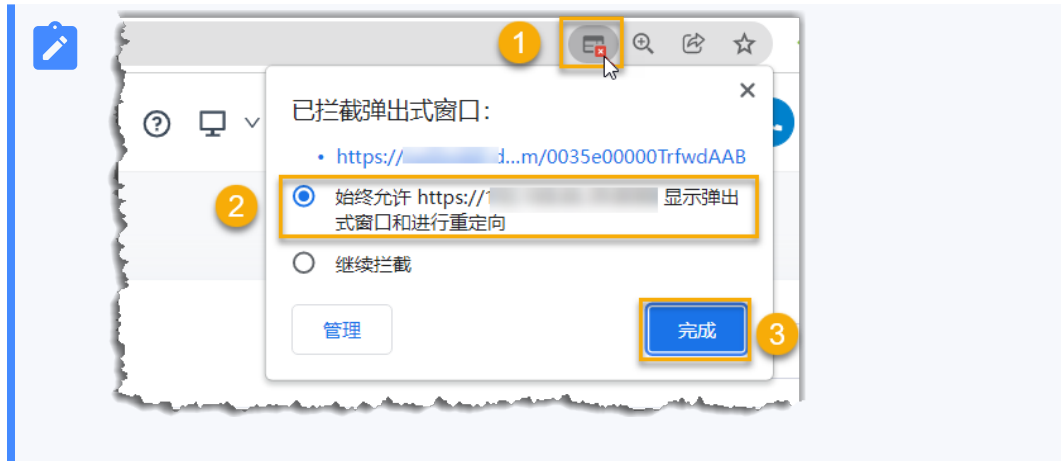 1
已拦截弹出式窗口：
• https:// d...m/0035e00000TrfwdAAB
2
始终允许 https:// 显示弹出
式窗口和进行重定向
继续拦截
管理
完成
3